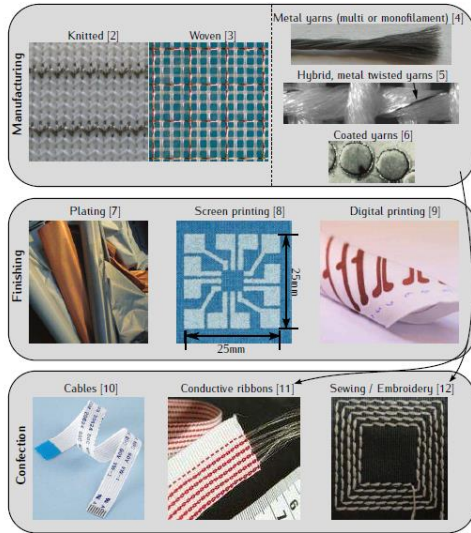 Manufacturing
Knitted [2]
Woven [3]
Metal yarns (multi or monofilament) [4]
Hybrid, metal twisted yarns [5]
Coated yarns [6]
Finishing
Plating [7]
Screen printing [8]
Digital printing [9]
25mm
25mm
Confection
Cables [10]
Conductive ribbons [11]
Sewing / Embroidery [12]